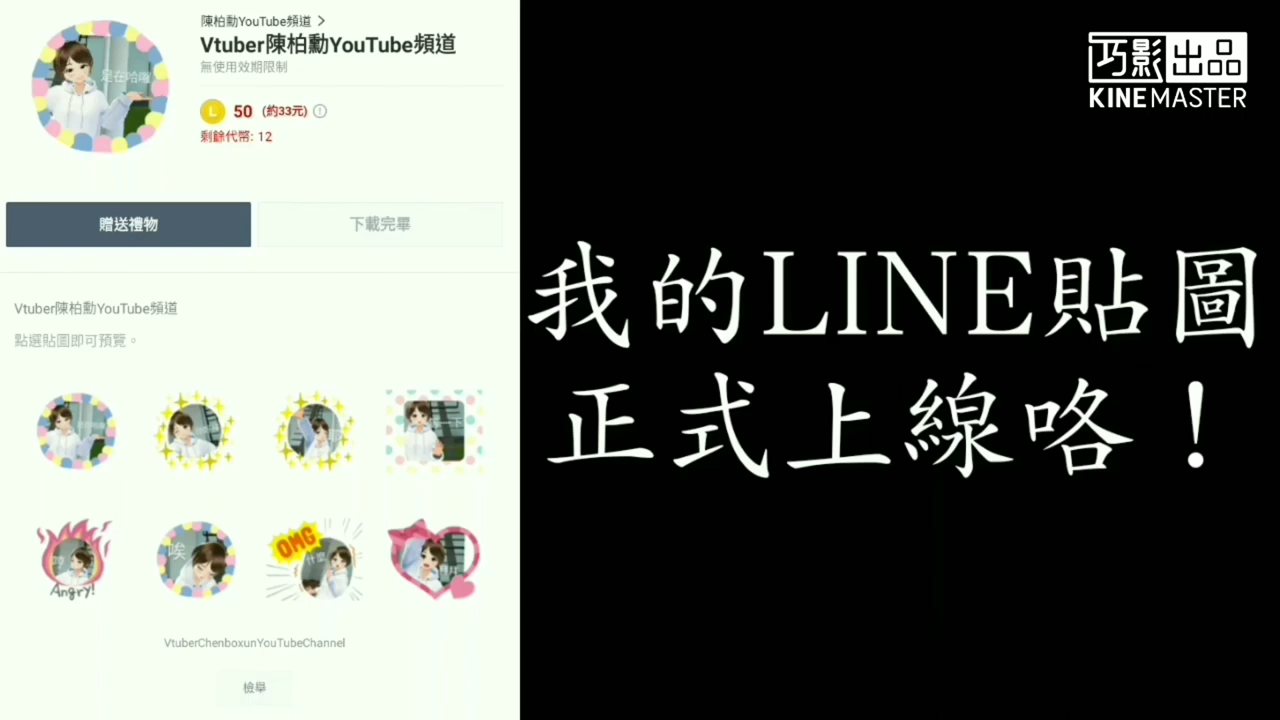 陳柏勳YouTube頻道 >
Vtuber陳柏勳YouTube頻道
無使用效期限制
L 50 (約33元)
剩餘代幣: 12
贈送禮物
下載完畢
Vtuber陳柏勳YouTube頻道
點選貼圖即可預覽。
Angry!
唉
OMG
什麼
VtuberChenboxunYouTubeChannel
檢舉
巧影出品
KINEMASTER
我的LINE貼圖
正式上線咯！